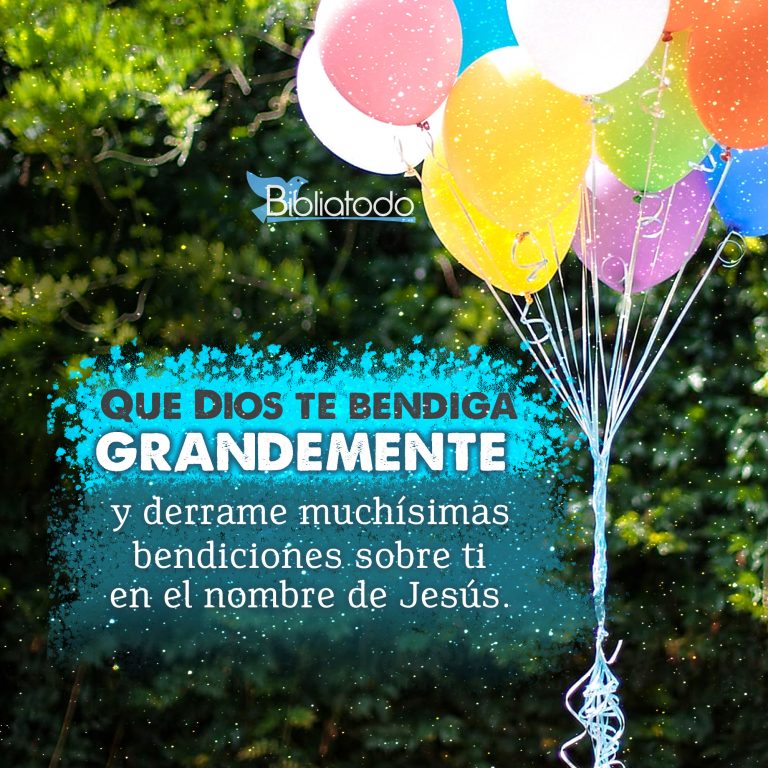 Bibliatodo
QUE DIOS TE BENDIGA
GRANDEMENTE
y derrame muchísimas
bendiciones sobre ti
en el nombre de Jesús.